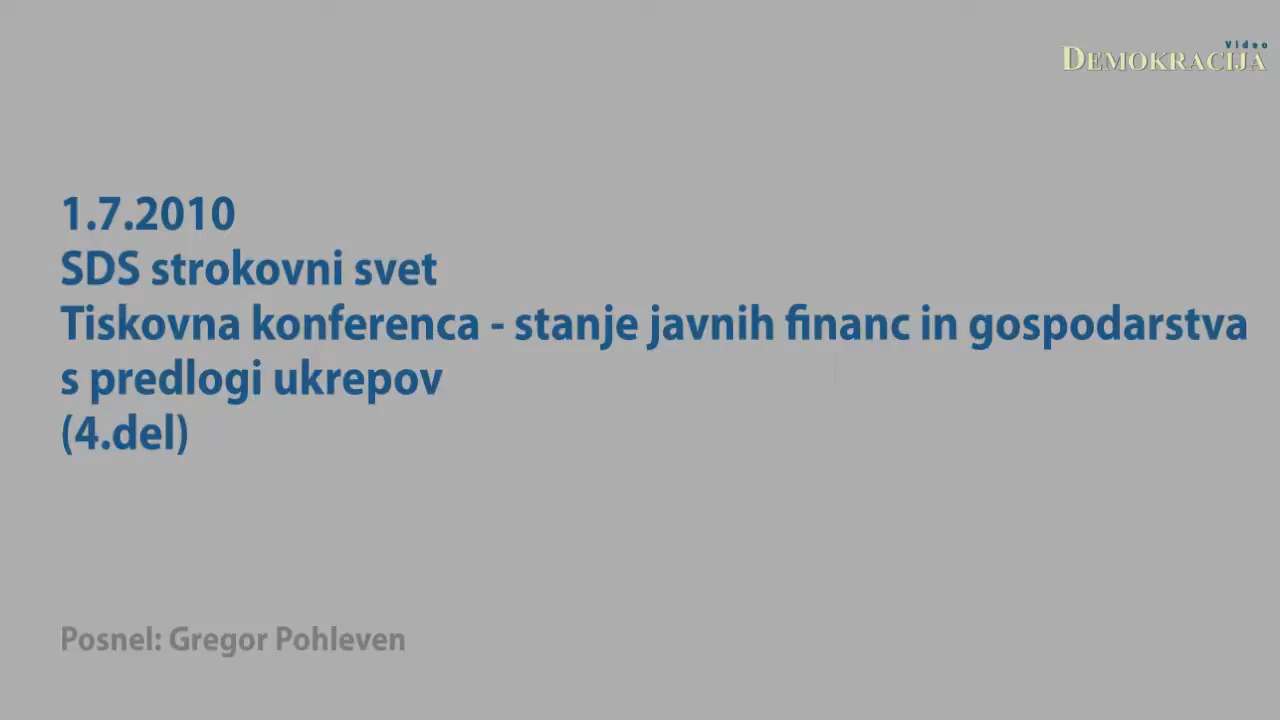 Video
DEMOKRACIJA
1.7.2010
SDS strokovni svet
Tiskovna konferenca - stanje javnih financ in gospodarstva
s predlogi ukrepov
(4.del)
Posnel: Gregor Pohleven